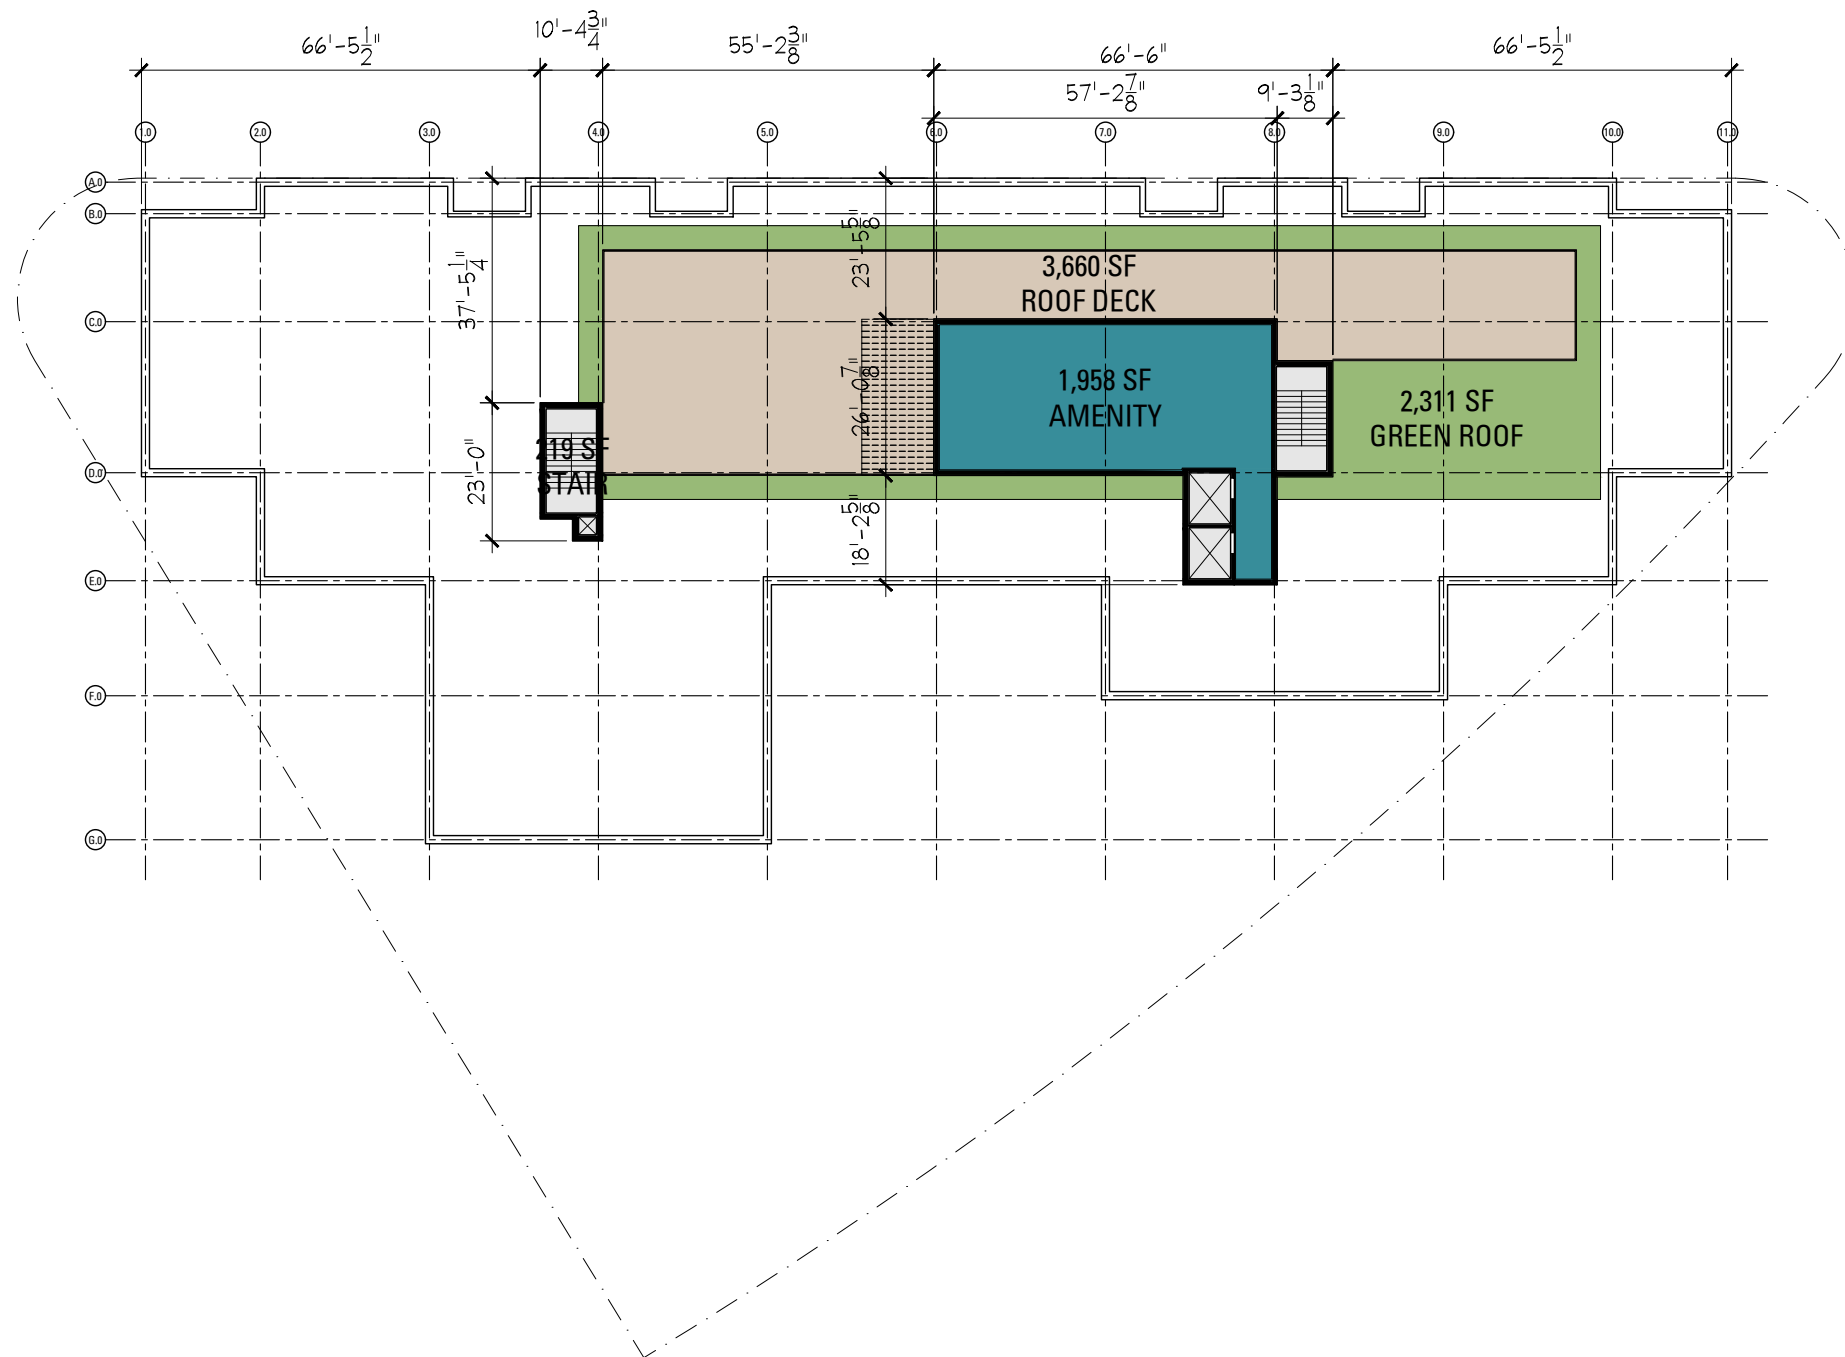 10'-4 3/4"
66'-5 1/2"
55'-2 3/8"
66'-6"
66'-5 1/2"
57'-2 7/8"
9'-3 1/8"
1.0
2.0
3.0
4.0
5.0
6.0
7.0
8.0
9.0
10.0
11.0
A.0
B.0
23'-5 5/8"
37'-5 1/4"
3,660 SF
ROOF DECK
C.0
26'-0 7/8"
1,958 SF
AMENITY
2,311 SF
GREEN ROOF
219 SF
STAIR
23'-0"
D.0
18'-2 5/8"
E.0
F.0
G.0